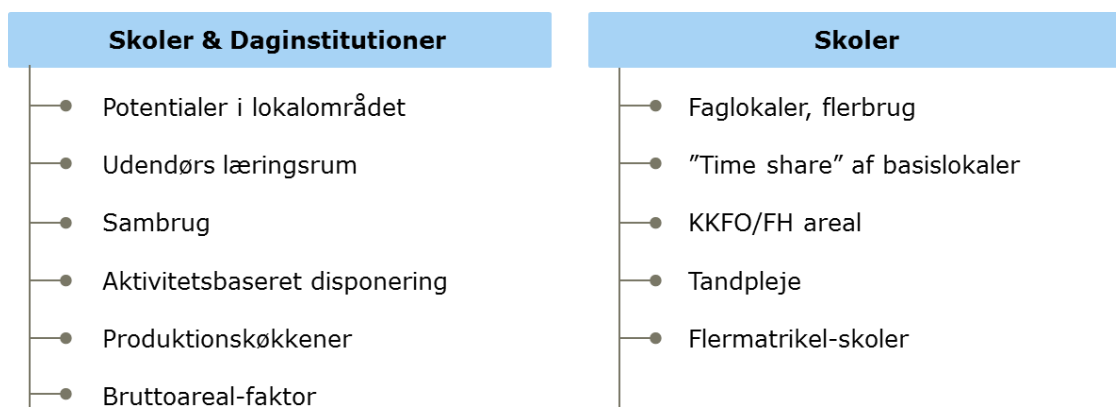 Skoler & Daginstitutioner
Potentialer i lokalområdet
Udendørs læringsrum
Sambrug
Aktivitetsbaseret disponering
Produktionskøkkener
Bruttoareal-faktor
Skoler
Faglokaler, flerbrug
”Time share” af basislokaler
KKFO/FH areal
Tandpleje
Flermatrikel-skoler